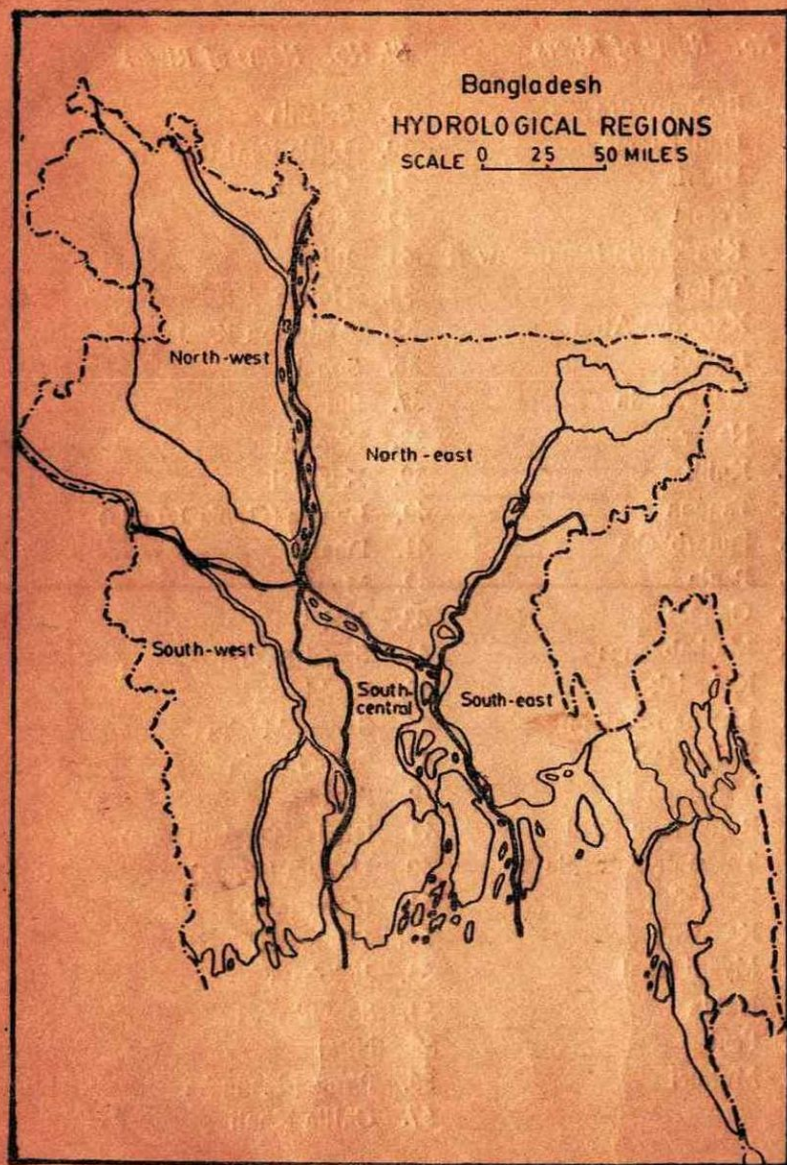 Bangladesh
HYDROLOGICAL REGIONS
SCALE 0 25 50 MILES
North-west
North-east
South-west
South-
central
South-east